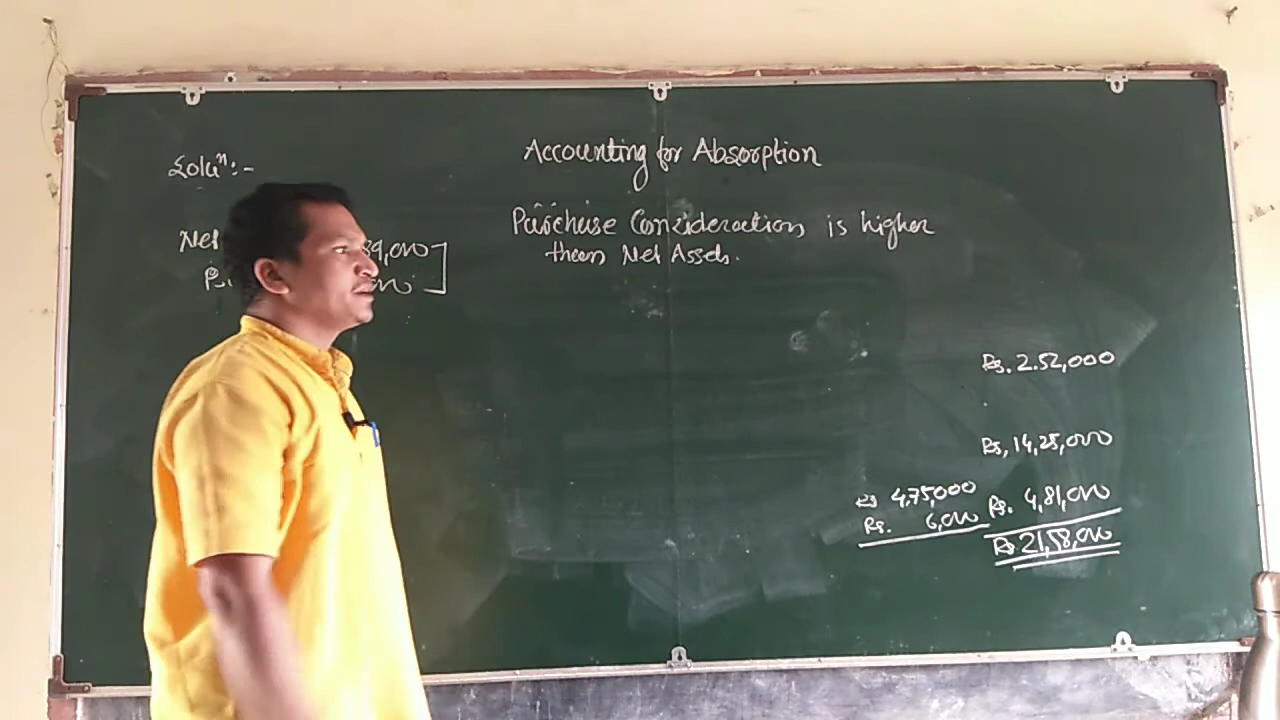 Accounting for Absorption
Soluⁿ:-
Purchase Consideration is higher
than Net Assets.
Net 39,000
Rs. 2.52,000
Rs, 14,25,000
Rs 4,75,000 Rs. 4,81,000
Rs. 6,000
Rs. 21,58,000